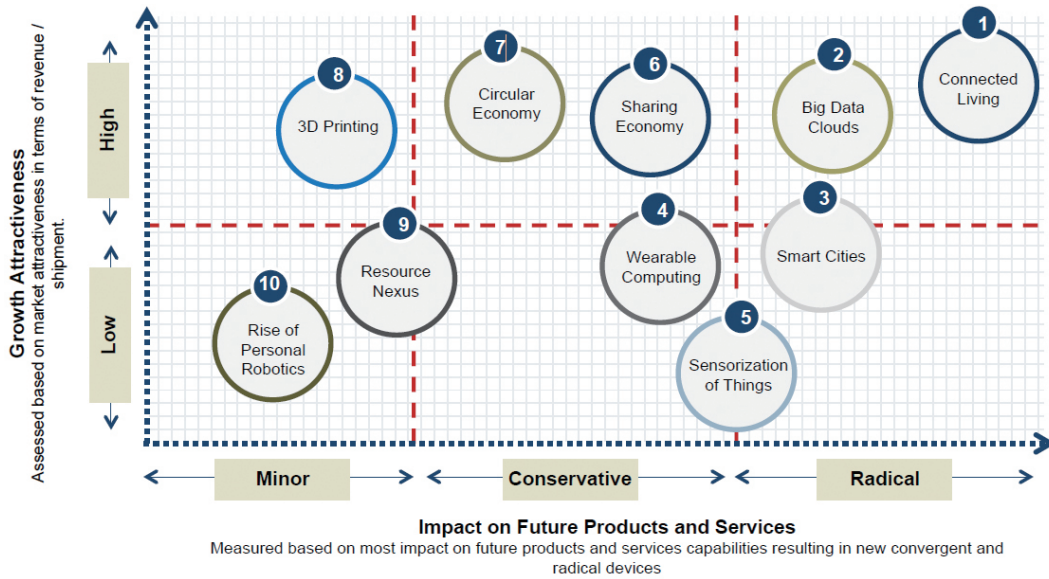 Growth Attractiveness
Assessed based on market attractiveness in terms of revenue /
shipment.
High
Low
1
Connected
Living
2
Big Data
Clouds
6
Sharing
Economy
7
Circular
Economy
8
3D Printing
3
Smart Cities
4
Wearable
Computing
9
Resource
Nexus
10
Rise of
Personal
Robotics
5
Sensorization
of Things
Minor
Conservative
Radical
Impact on Future Products and Services
Measured based on most impact on future products and services capabilities resulting in new convergent and
radical devices